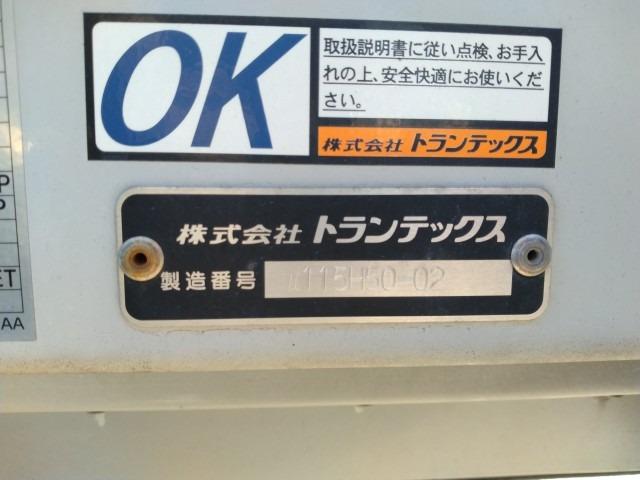 OK
取扱説明書に従い点検、お手入
れの上、安全快適にお使いくだ
さい。
株式会社 トランテックス
P
P
ET
AA
株式会社 トランテックス
製造番号